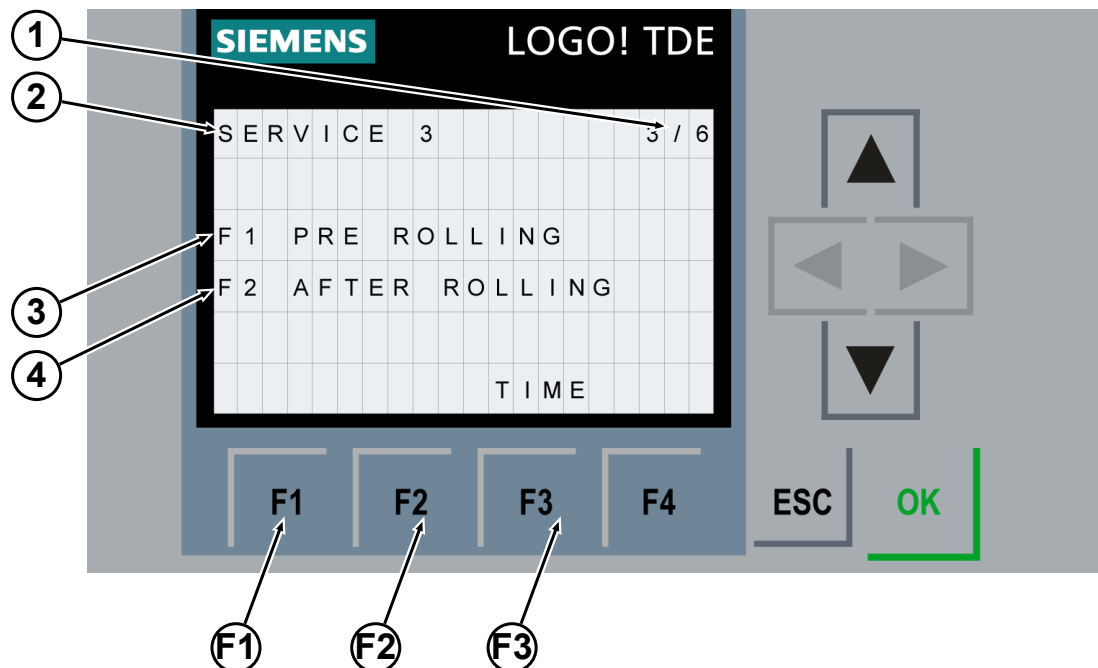 1
SIEMENS LOGO! TDE
2
SERVICE 3 3/6
F1 PRE ROLLING
3
F2 AFTER ROLLING
4
TIME
F1 F2 F3 F4 ESC OK
F1 F2 F3